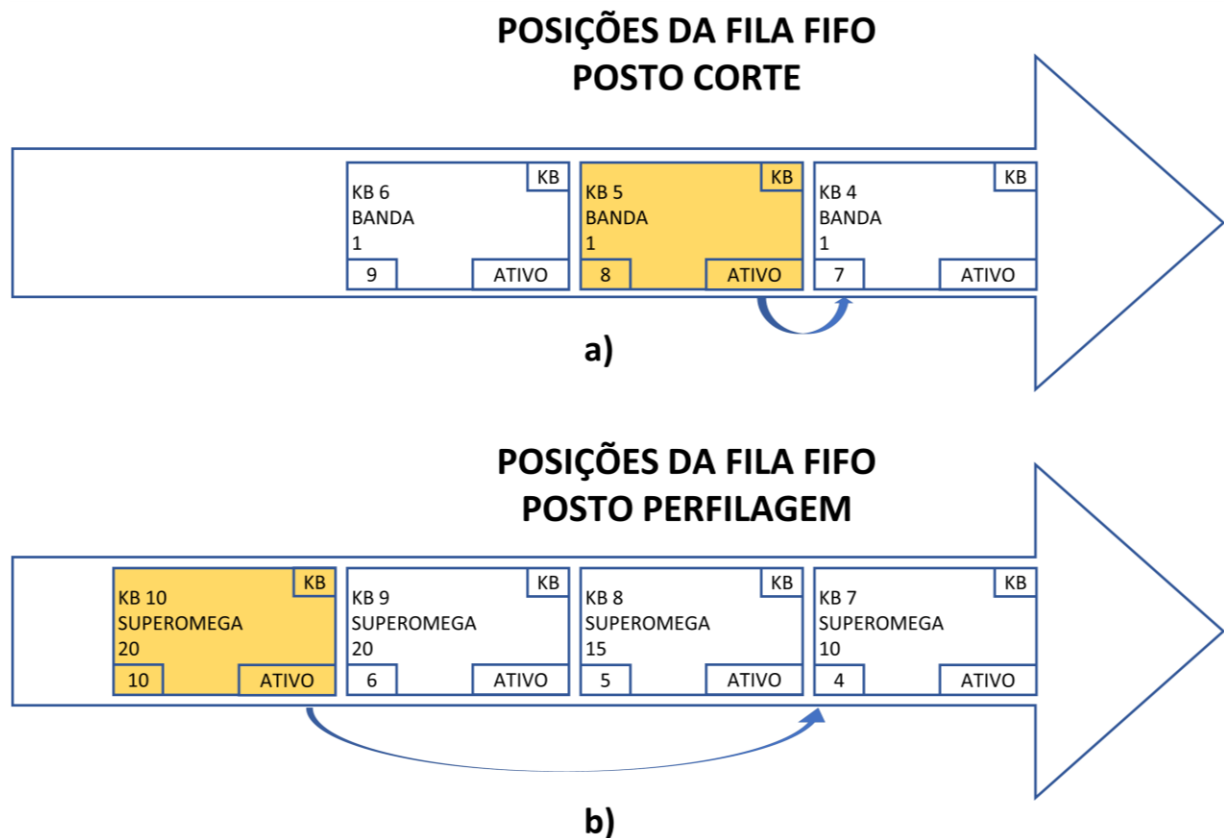 POSIÇÕES DA FILA FIFO
POSTO CORTE
KB
KB 6
BANDA
1
9
ATIVO
KB
KB 5
BANDA
1
8
ATIVO
KB
KB 4
BANDA
1
7
ATIVO
a)
POSIÇÕES DA FILA FIFO
POSTO PERFILAGEM
KB
KB 10
SUPEROMEGA
20
10
ATIVO
KB
KB 9
SUPEROMEGA
20
6
ATIVO
KB
KB 8
SUPEROMEGA
15
5
ATIVO
KB
KB 7
SUPEROMEGA
10
4
ATIVO
b)